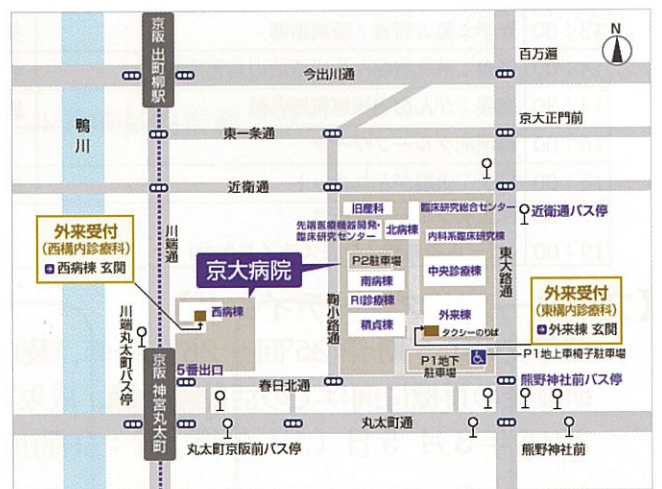 N
京阪 出町柳駅
今出川通
百万遍
鴨川
東一条通
京大正門前
近衛通
近衛通バス停
旧産科
臨床研究総合センター
先端医療機器開発・
臨床研究センター
北病棟
内科系臨床研究棟
外来受付
(西構内診療科)
西病棟 玄関
川端通
京大病院
P2駐車場
中央診療棟
東大路通
南病棟
RI診療棟
積貞棟
鞠小路通
外来棟
タクシーのりば
外来受付
(東構内診療科)
外来棟 玄関
西病棟
川端丸太町バス停
京阪 神宮丸太町
5番出口
P1地下
駐車場
P1地上車椅子駐車場
春日北通
熊野神社前バス停
丸太町通
丸太町京阪前バス停
熊野神社前